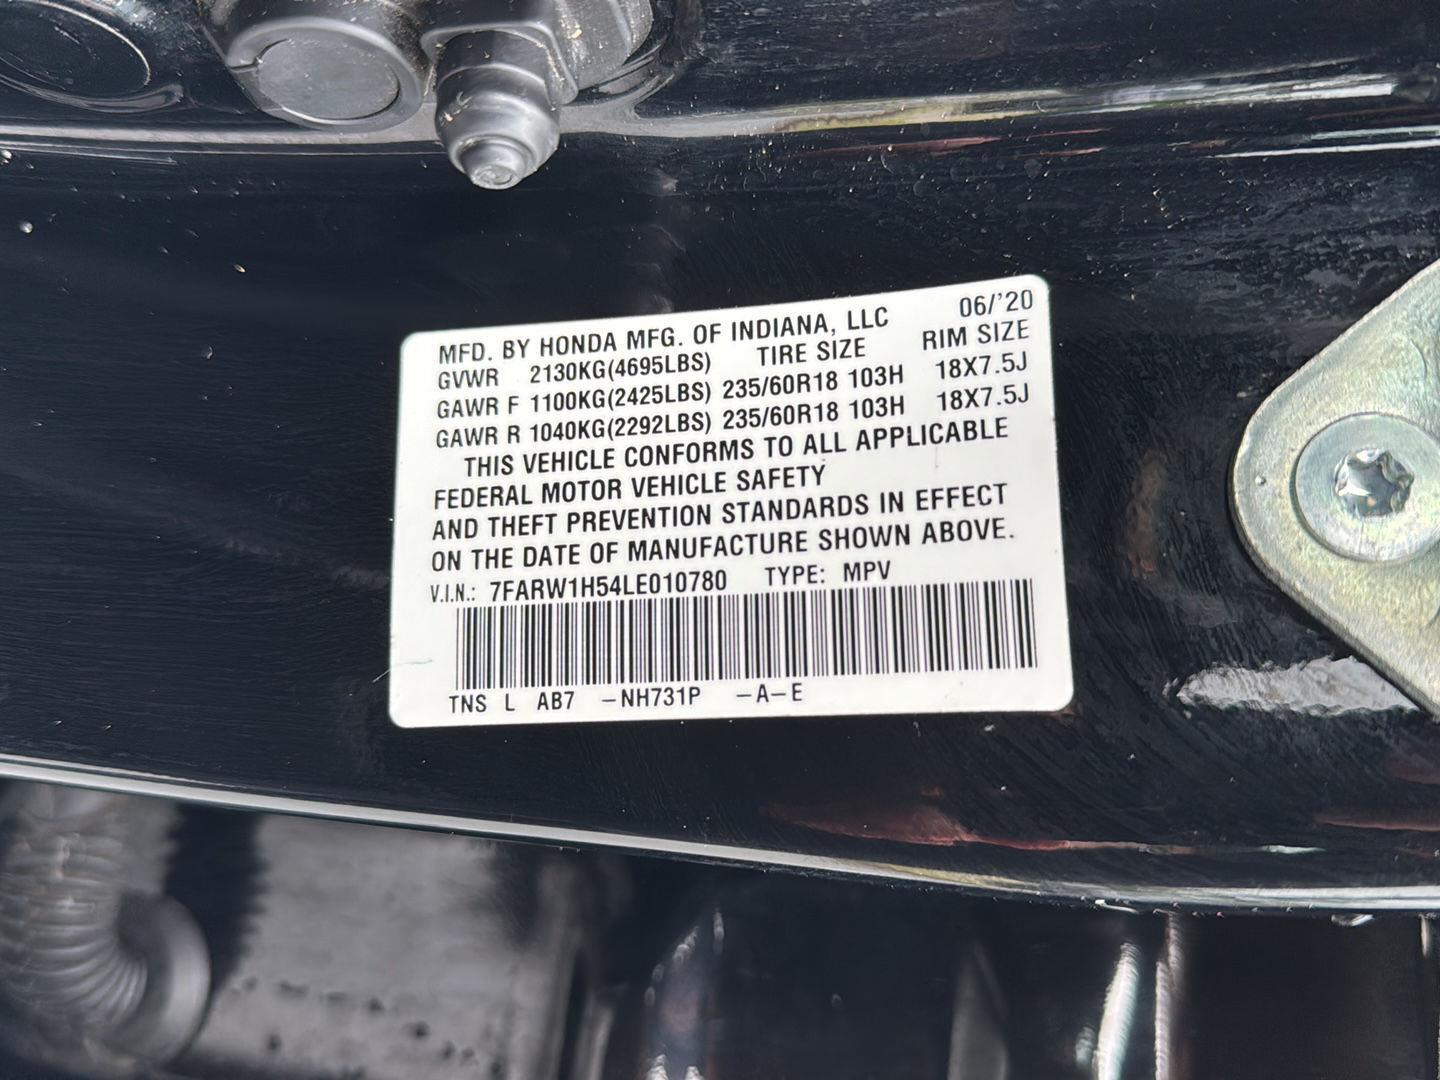 MFD. BY HONDA MFG. OF INDIANA, LLC 06/'20
GVWR 2130KG(4695LBS) TIRE SIZE RIM SIZE
GAWR F 1100KG(2425LBS) 235/60R18 103H 18X7.5J
GAWR R 1040KG(2292LBS) 235/60R18 103H 18X7.5J
THIS VEHICLE CONFORMS TO ALL APPLICABLE
FEDERAL MOTOR VEHICLE SAFETY
AND THEFT PREVENTION STANDARDS IN EFFECT
ON THE DATE OF MANUFACTURE SHOWN ABOVE.
V.I.N.: 7FARW1H54LE010780 TYPE: MPV
TNS L AB7 -NH731P -A-E